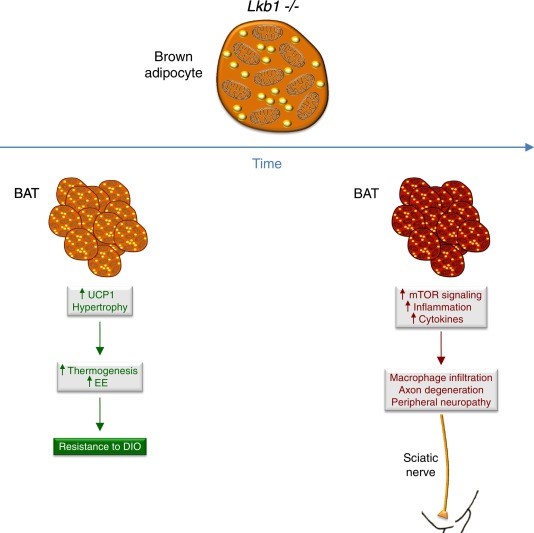 Lkb1 -/-
Brown
adipocyte
Time
BAT
↑ UCP1
Hypertrophy
↑ Thermogenesis
↑ EE
Resistance to DIO
BAT
↑ mTOR signaling
↑ Inflammation
↑ Cytokines
Macrophage infiltration
Axon degeneration
Peripheral neuropathy
Sciatic
nerve